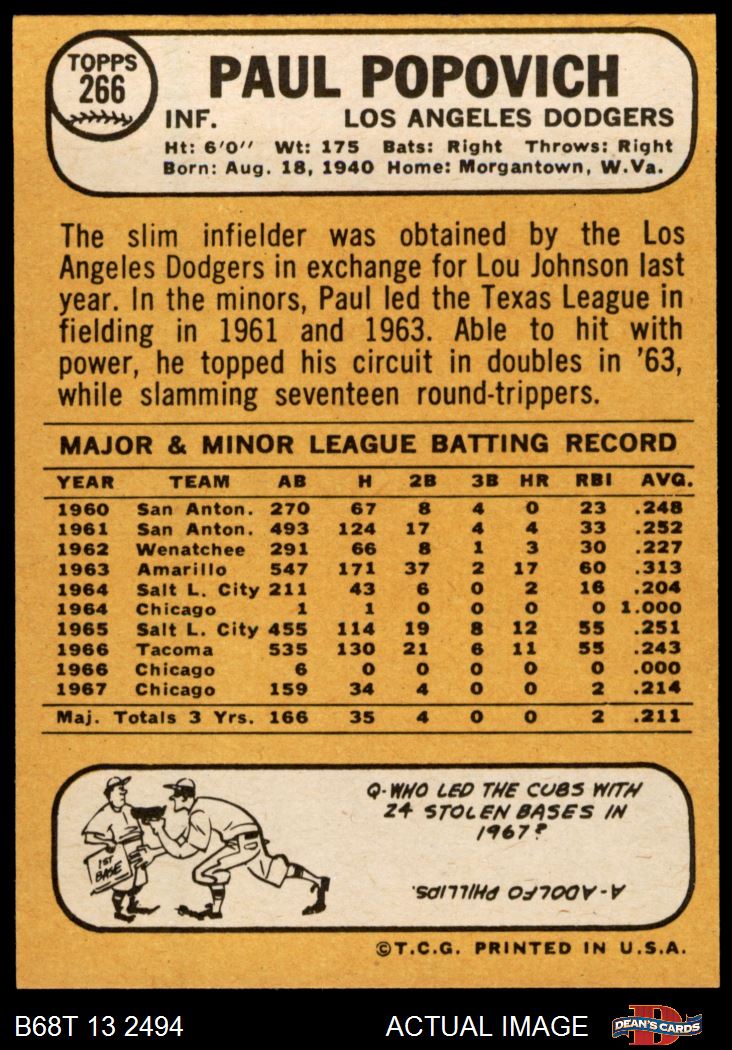 TOPPS
266
PAUL POPOVICH
INF. LOS ANGELES DODGERS
Ht: 6'0'' Wt: 175 Bats: Right Throws: Right
Born: Aug. 18, 1940 Home: Morgantown, W.Va.
The slim infielder was obtained by the Los
Angeles Dodgers in exchange for Lou Johnson last
year. In the minors, Paul led the Texas League in
fielding in 1961 and 1963. Able to hit with
power, he topped his circuit in doubles in '63,
while slamming seventeen round-trippers.
MAJOR & MINOR LEAGUE BATTING RECORD
YEAR TEAM AB H 2B 3B HR RBI AVG.
1960 San Anton. 270 67 8 4 0 23 .248
1961 San Anton. 493 124 17 4 4 33 .252
1962 Wenatchee 291 66 8 1 3 30 .227
1963 Amarillo 547 171 37 2 17 60 .313
1964 Salt L. City 211 43 6 0 2 16 .204
1964 Chicago 1 1 0 0 0 0 1.000
1965 Salt L. City 455 114 19 8 12 55 .251
1966 Tacoma 535 130 21 6 11 55 .243
1966 Chicago 6 0 0 0 0 0 .000
1967 Chicago 159 34 4 0 0 2 .214
Maj. Totals 3 Yrs. 166 35 4 0 0 2 .211
1ST
BASE
Q-WHO LED THE CUBS WITH
24 STOLEN BASES IN
1967?
A-ADOLFO PHILLIPS.
©T.C.G. PRINTED IN U.S.A.
B68T 13 2494 ACTUAL IMAGE
D
DEAN'S CARDS